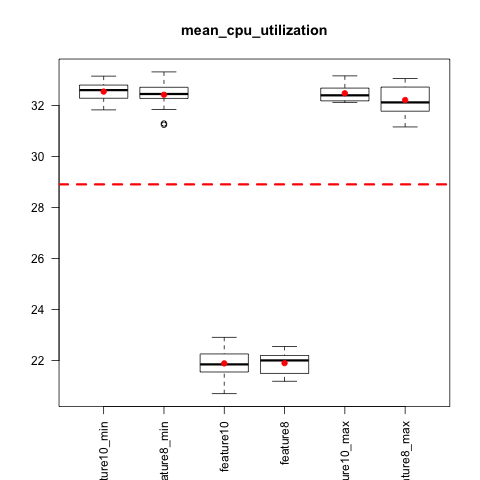 mean_cpu_utilization
32
30
28
26
24
22
ture10_min
ature8_min
feature10
feature8
ure10_max
ture8_max